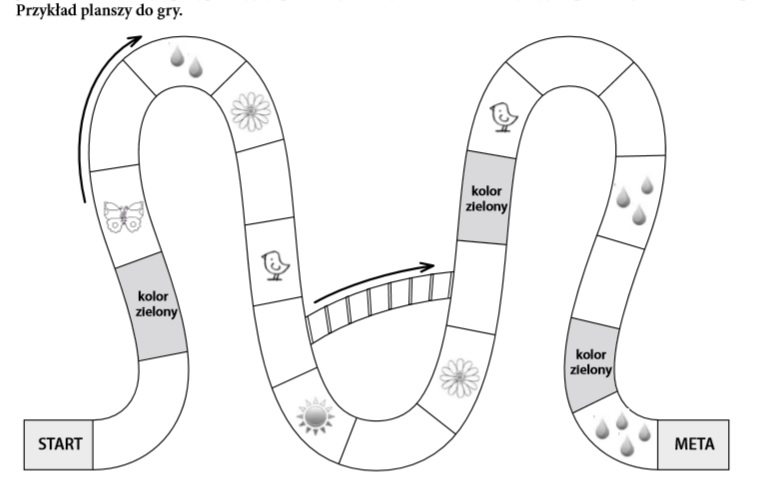 Przykład planszy do gry.
kolor
zielony
kolor
zielony
kolor
zielony
START
META